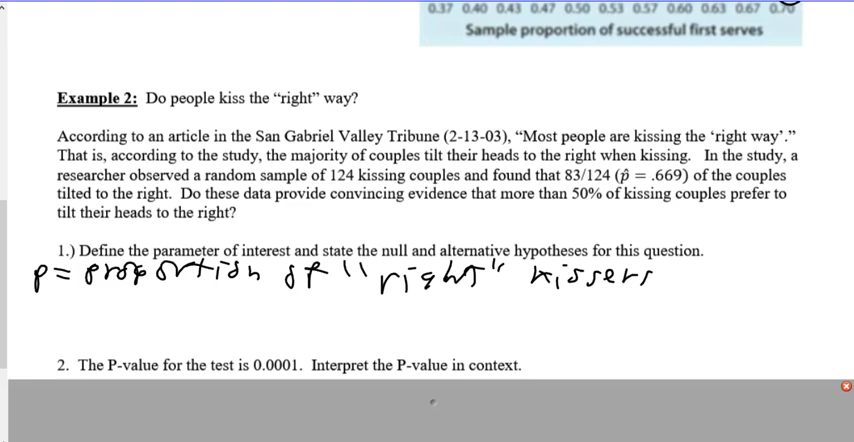 0.37 0.40 0.43 0.47 0.50 0.53 0.57 0.60 0.63 0.67 0.70
Sample proportion of successful first serves
Example 2: Do people kiss the “right” way?
According to an article in the San Gabriel Valley Tribune (2-13-03), “Most people are kissing the ‘right way’.”
That is, according to the study, the majority of couples tilt their heads to the right when kissing. In the study, a
researcher observed a random sample of 124 kissing couples and found that 83/124 (p̂ = .669) of the couples
tilted to the right. Do these data provide convincing evidence that more than 50% of kissing couples prefer to
tilt their heads to the right?
1.) Define the parameter of interest and state the null and alternative hypotheses for this question.
p = proportion of "right" kissers
2. The P-value for the test is 0.0001. Interpret the P-value in context.